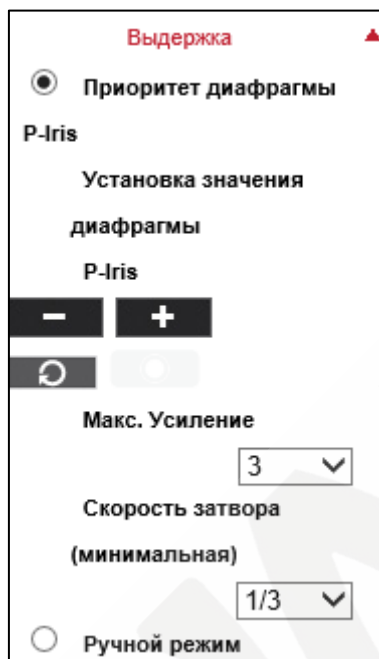 Выдержка
Приоритет диафрагмы
P-Iris
Установка значения
диафрагмы
P-Iris
− +
Макс. Усиление
3
Скорость затвора
(минимальная)
1/3
Ручной режим